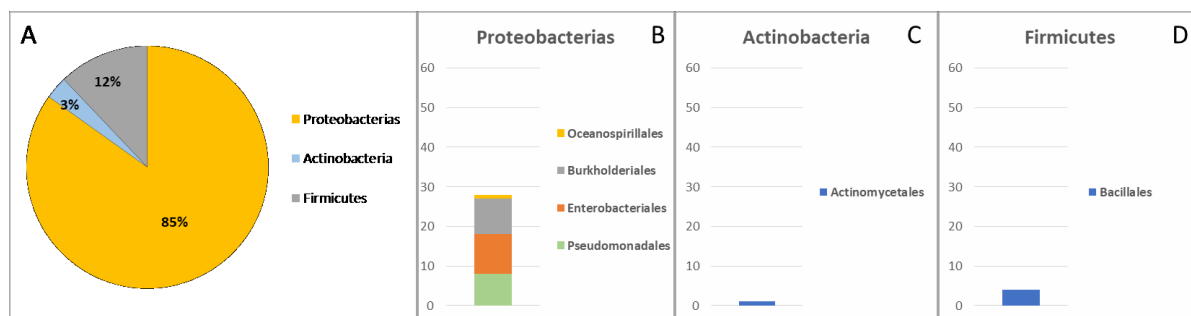 A
12%
3%
85%
Proteobacterias
Actinobacteria
Firmicutes
Proteobacterias B
60
50
40
30
20
10
0
Oceanospirillales
Burkholderiales
Enterobacteriales
Pseudomonadales
Actinobacteria C
60
50
40
30
20
10
0
Actinomycetales
Firmicutes D
60
50
40
30
20
10
0
Bacillales